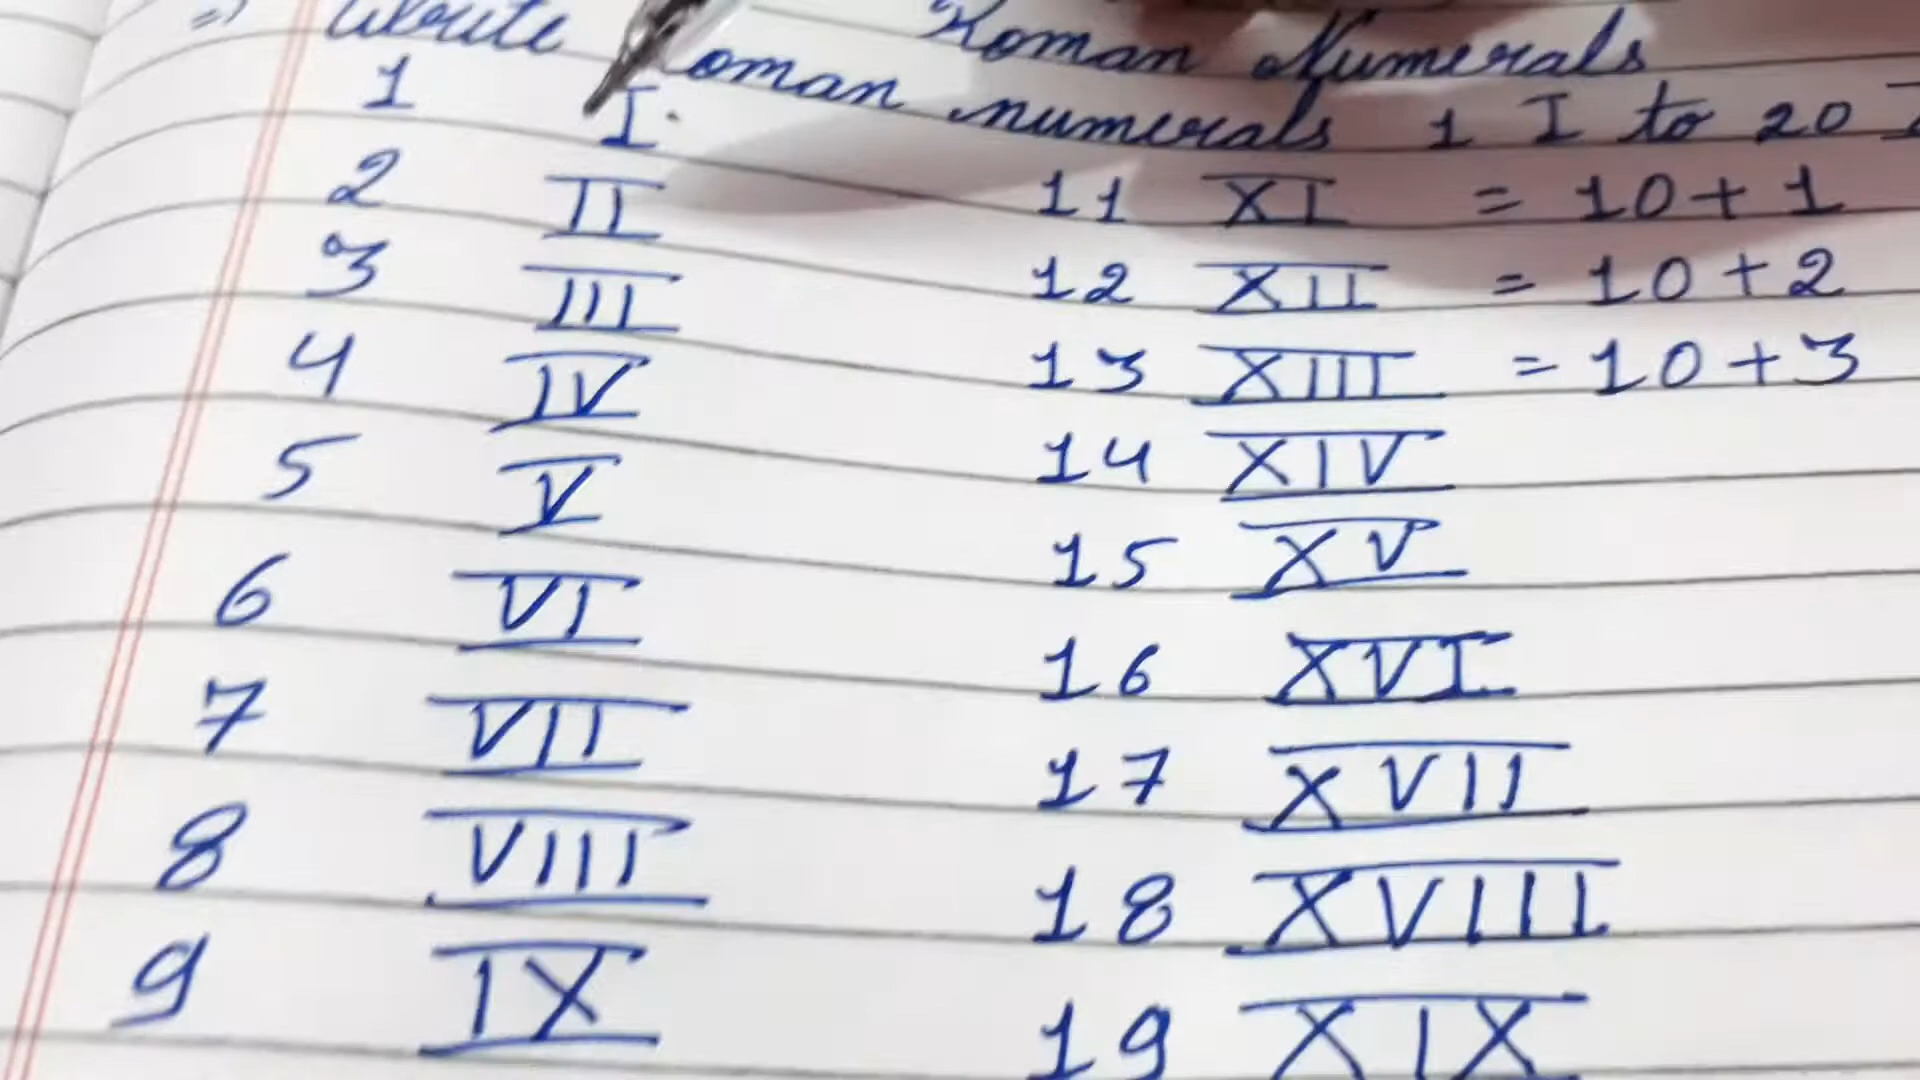 Roman Numerals
=> Write Roman numerals 1 I to 20
1 I
2 II
3 III
4 IV
5 V
6 VI
7 VII
8 VIII
9 IX
11 XI = 10+1
12 XII = 10+2
13 XIII = 10+3
14 XIV
15 XV
16 XVI
17 XVII
18 XVIII
19 XIX